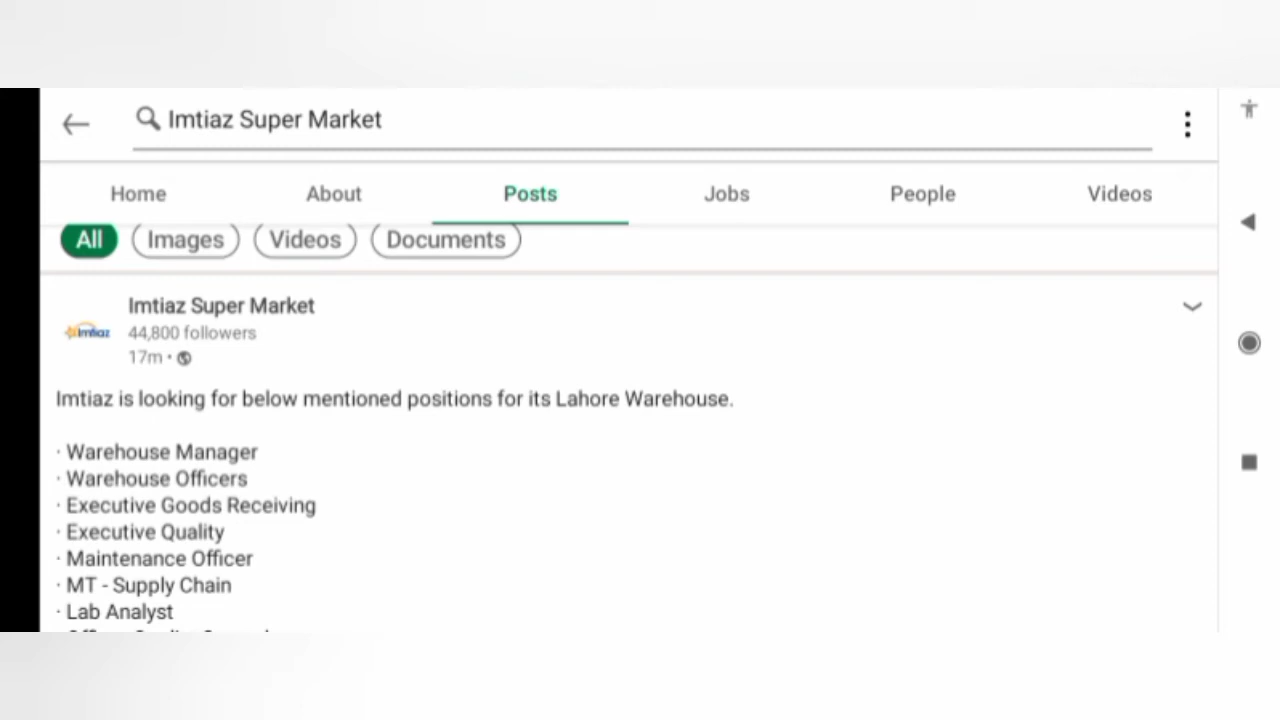 Imtiaz Super Market
Home About Posts Jobs People Videos
All Images Videos Documents
Imtiaz Super Market
imtiaz
44,800 followers
17m •
Imtiaz is looking for below mentioned positions for its Lahore Warehouse.
· Warehouse Manager
· Warehouse Officers
· Executive Goods Receiving
· Executive Quality
· Maintenance Officer
· MT - Supply Chain
· Lab Analyst